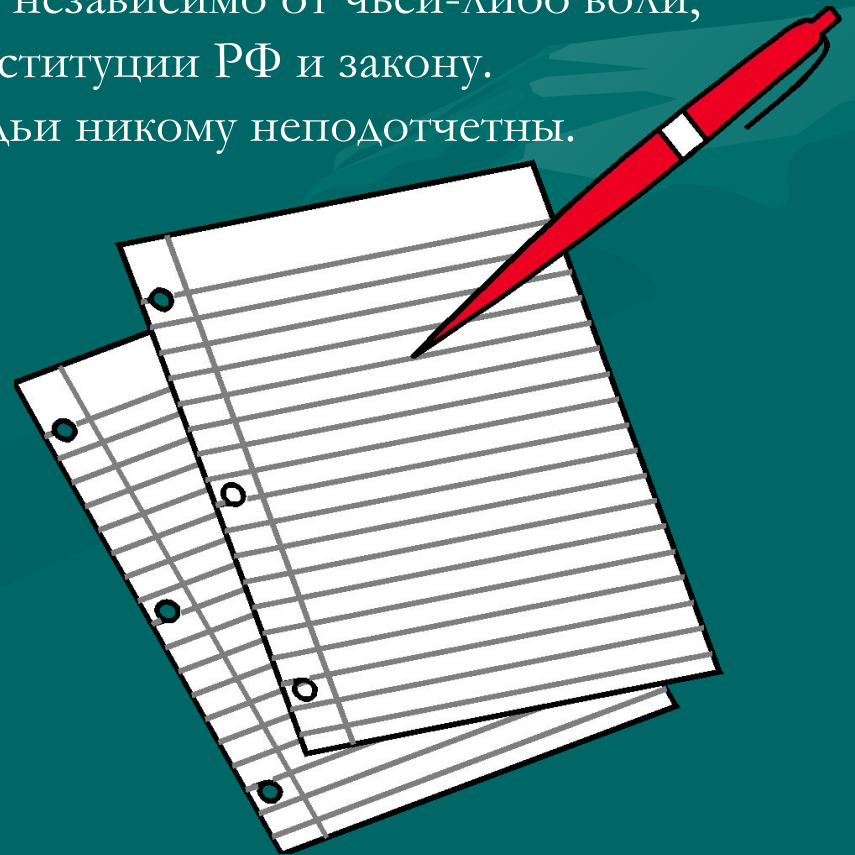 независимо от чьей-либо воли,
ституции РФ и закону.
дьи никому неподотчетны.